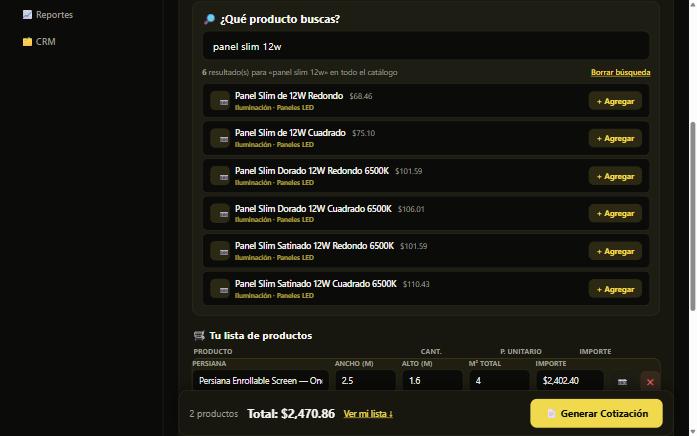 Reportes
CRM
¿Qué producto buscas?
panel slim 12w
6 resultado(s) para «panel slim 12w» en todo el catálogo
Borrar búsqueda
Panel Slim de 12W Redondo $68.46
Iluminación · Paneles LED
+ Agregar
Panel Slim de 12W Cuadrado $75.10
Iluminación · Paneles LED
+ Agregar
Panel Slim Dorado 12W Redondo 6500K $101.59
Iluminación · Paneles LED
+ Agregar
Panel Slim Dorado 12W Cuadrado 6500K $106.01
Iluminación · Paneles LED
+ Agregar
Panel Slim Satinado 12W Redondo 6500K $101.59
Iluminación · Paneles LED
+ Agregar
Panel Slim Satinado 12W Cuadrado 6500K $110.43
Iluminación · Paneles LED
+ Agregar
Tu lista de productos
PRODUCTO CANT. P. UNITARIO IMPORTE
PERSIANA ANCHO (M) ALTO (M) M² TOTAL IMPORTE
Persiana Enrollable Screen — One 2.5 1.6 4 $2,402.40
2 productos Total: $2,470.86 Ver mi lista ↓
Generar Cotización